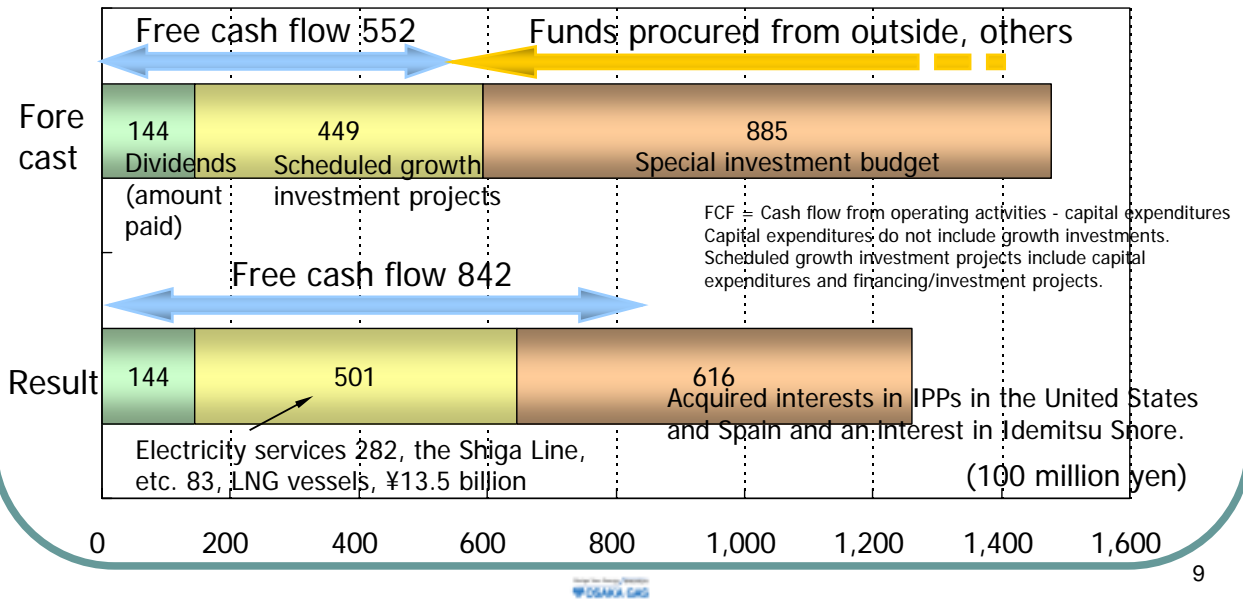 Free cash flow 552
Funds procured from outside, others
Fore
cast
144
449
885
Dividends
(amount
paid)
Scheduled growth
investment projects
Special investment budget
FCF = Cash flow from operating activities - capital expenditures
Capital expenditures do not include growth investments.
Scheduled growth investment projects include capital
expenditures and financing/investment projects.
Free cash flow 842
Result
144
501
616
Acquired interests in IPPs in the United States
and Spain and an interest in Idemitsu Snore.
Electricity services 282, the Shiga Line,
etc. 83, LNG vessels, ¥13.5 billion
(100 million yen)
0 200 400 600 800 1,000 1,200 1,400 1,600
9
OSAKA GAS